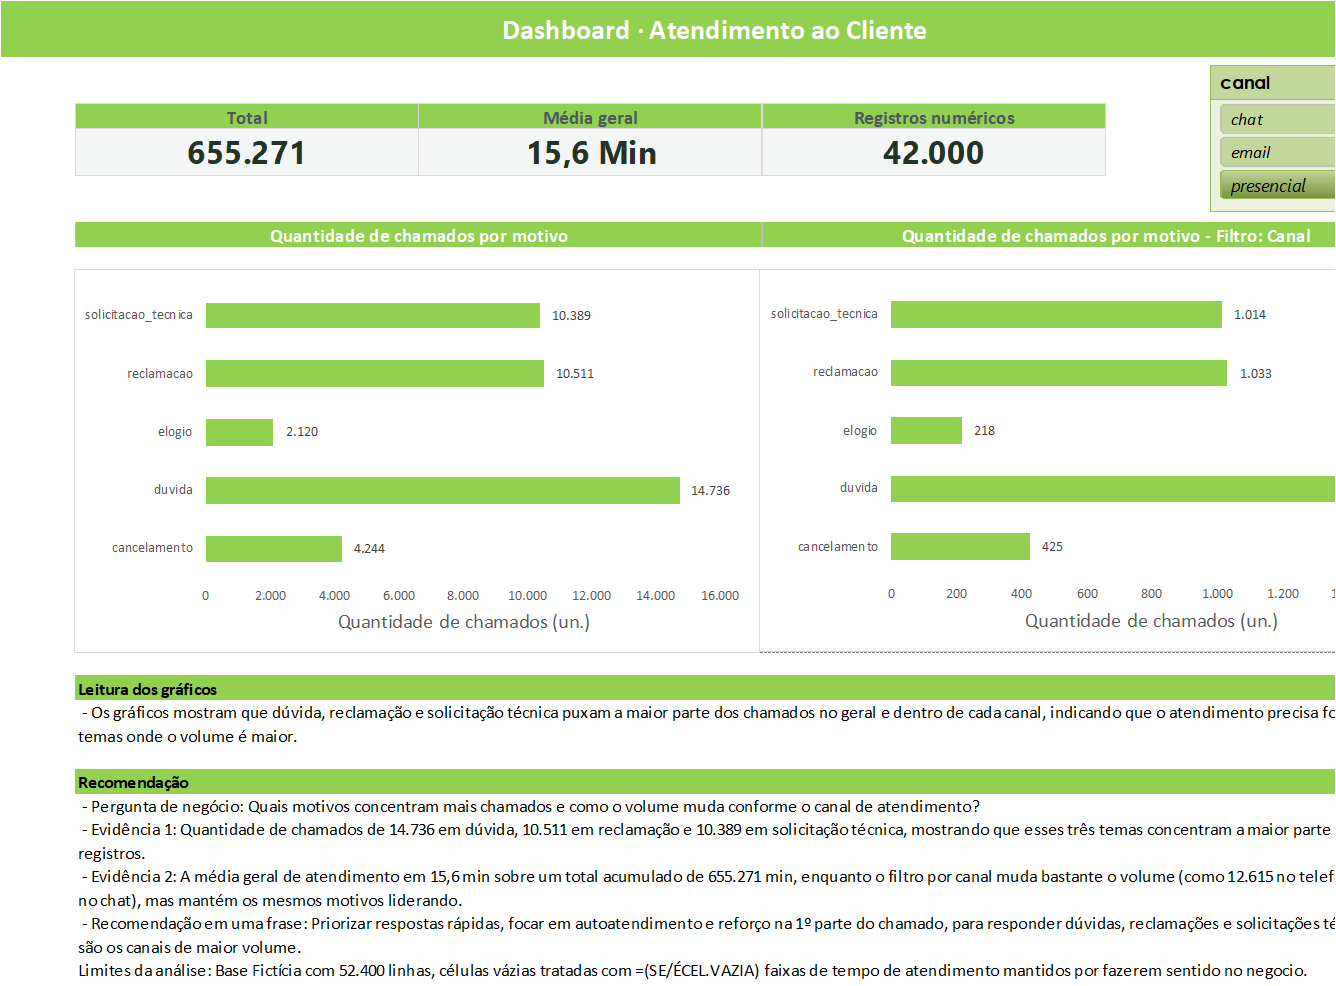 Dashboard · Atendimento ao Cliente
canal
chat
email
presencial
Total
Média geral
Registros numéricos
655.271
15,6 Min
42.000
Quantidade de chamados por motivo
Quantidade de chamados por motivo - Filtro: Canal
solicitacao_tecnica
10.389
reclamacao
10.511
elogio
2.120
duvida
14.736
cancelamento
4.244
0 2.000 4.000 6.000 8.000 10.000 12.000 14.000 16.000
Quantidade de chamados (un.)
solicitacao_tecnica
1.014
reclamacao
1.033
elogio
218
duvida
cancelamento
425
0 200 400 600 800 1.000 1.200
Quantidade de chamados (un.)
Leitura dos gráficos
- Os gráficos mostram que dúvida, reclamação e solicitação técnica puxam a maior parte dos chamados no geral e dentro de cada canal, indicando que o atendimento precisa
temas onde o volume é maior.
Recomendação
- Pergunta de negócio: Quais motivos concentram mais chamados e como o volume muda conforme o canal de atendimento?
- Evidência 1: Quantidade de chamados de 14.736 em dúvida, 10.511 em reclamação e 10.389 em solicitação técnica, mostrando que esses três temas concentram a maior parte
registros.
- Evidência 2: A média geral de atendimento em 15,6 min sobre um total acumulado de 655.271 min, enquanto o filtro por canal muda bastante o volume (como 12.615 no
no chat), mas mantém os mesmos motivos liderando.
- Recomendação em uma frase: Priorizar respostas rápidas, focar em autoatendimento e reforço na 1º parte do chamado, para responder dúvidas, reclamações e solicitações
são os canais de maior volume.
Limites da análise: Base Fictícia com 52.400 linhas, células vázias tratadas com =(SE/ÉCEL.VAZIA) faixas de tempo de atendimento mantidos por fazerem sentido no negocio.